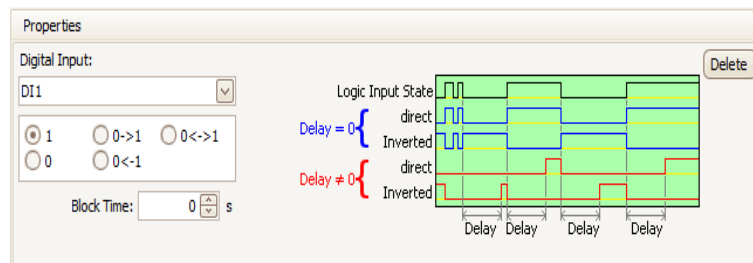 Properties
Digital Input:
DI1
1 0->1 0<->1
0 0<-1
Block Time: 0 s
Delete
Logic Input State
Delay = 0 { direct
Inverted
Delay ≠ 0 { direct
Inverted
Delay Delay Delay Delay